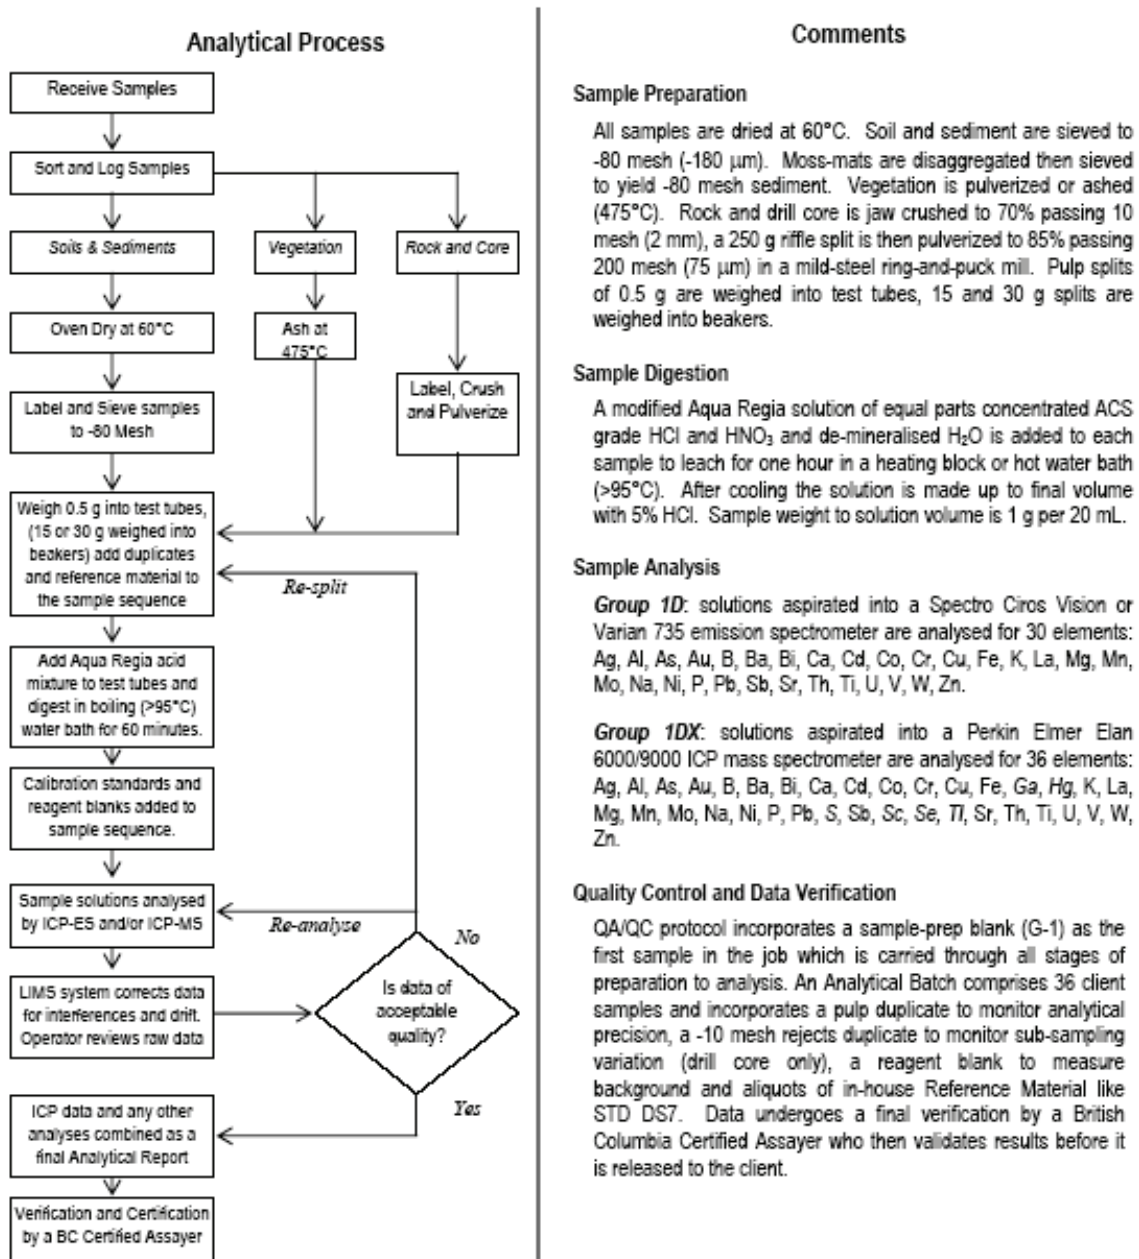 Analytical Process
Receive Samples
Sort and Log Samples
Soils & Sediments
Vegetation
Rock and Core
Oven Dry at 60°C
Ash at
475°C
Label, Crush
and Pulverize
Label and Sieve samples
to -80 Mesh
Weigh 0.5 g into test tubes,
(15 or 30 g weighed into
beakers) add duplicates
and reference material to
the sample sequence
Re-split
Add Aqua Regia acid
mixture to test tubes and
digest in boiling (>95°C)
water bath for 60 minutes.
Calibration standards and
reagent blanks added to
sample sequence.
Sample solutions analysed
by ICP-ES and/or ICP-MS
Re-analyse
No
LIMS system corrects data
for interferences and drift.
Operator reviews raw data
Is data of
acceptable
quality?
Yes
ICP data and any other
analyses combined as a
final Analytical Report
Verification and Certification
by a BC Certified Assayer
Comments
Sample Preparation
All samples are dried at 60°C. Soil and sediment are sieved to
-80 mesh (-180 µm). Moss-mats are disaggregated then sieved
to yield -80 mesh sediment. Vegetation is pulverized or ashed
(475°C). Rock and drill core is jaw crushed to 70% passing 10
mesh (2 mm), a 250 g riffle split is then pulverized to 85% passing
200 mesh (75 µm) in a mild-steel ring-and-puck mill. Pulp splits
of 0.5 g are weighed into test tubes, 15 and 30 g splits are
weighed into beakers.
Sample Digestion
A modified Aqua Regia solution of equal parts concentrated ACS
grade HCl and HNO₃ and de-mineralised H₂O is added to each
sample to leach for one hour in a heating block or hot water bath
(>95°C). After cooling the solution is made up to final volume
with 5% HCl. Sample weight to solution volume is 1 g per 20 mL.
Sample Analysis
Group 1D: solutions aspirated into a Spectro Ciros Vision or
Varian 735 emission spectrometer are analysed for 30 elements:
Ag, Al, As, Au, B, Ba, Bi, Ca, Cd, Co, Cr, Cu, Fe, K, La, Mg, Mn,
Mo, Na, Ni, P, Pb, Sb, Sr, Th, Ti, U, V, W, Zn.
Group 1DX: solutions aspirated into a Perkin Elmer Elan
6000/9000 ICP mass spectrometer are analysed for 36 elements:
Ag, Al, As, Au, B, Ba, Bi, Ca, Cd, Co, Cr, Cu, Fe, Ga, Hg, K, La,
Mg, Mn, Mo, Na, Ni, P, Pb, S, Sb, Sc, Se, Tl, Sr, Th, Ti, U, V, W,
Zn.
Quality Control and Data Verification
QA/QC protocol incorporates a sample-prep blank (G-1) as the
first sample in the job which is carried through all stages of
preparation to analysis. An Analytical Batch comprises 36 client
samples and incorporates a pulp duplicate to monitor analytical
precision, a -10 mesh rejects duplicate to monitor sub-sampling
variation (drill core only), a reagent blank to measure
background and aliquots of in-house Reference Material like
STD DS7. Data undergoes a final verification by a British
Columbia Certified Assayer who then validates results before it
is released to the client.